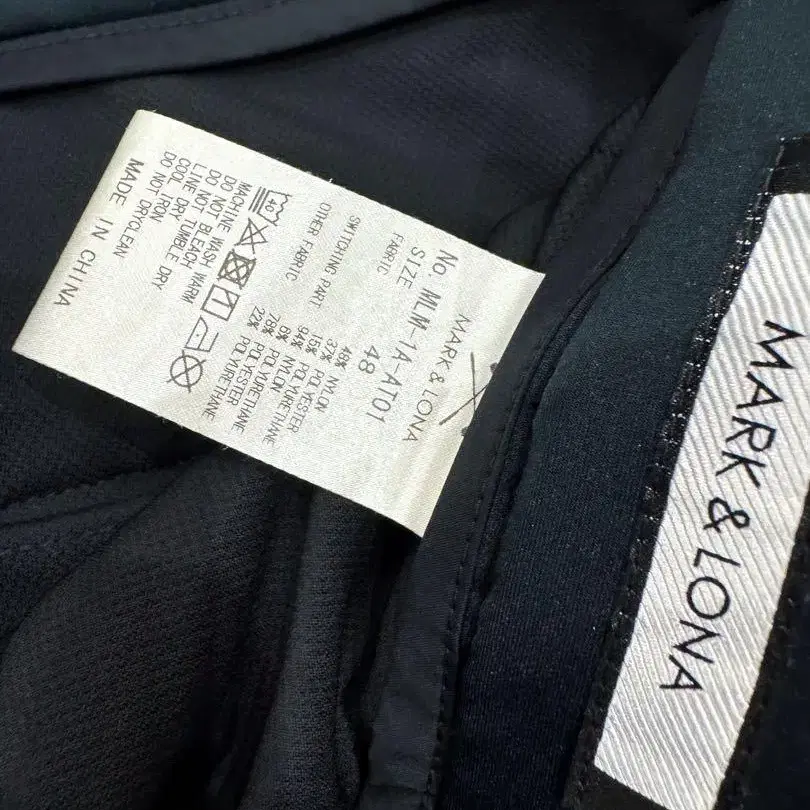 MARK & LONA
No. MLM-1A-AT01
SIZE 48
FABRIC 48% NYLON
37% POLYESTER
15% POLYURETHANE
SWITCHING PART 94% NYLON
6% POLYURETHANE
OTHER FABRIC 78% POLYESTER
22% POLYURETHANE
40
MACHINE WASH WARM
DO NOT BLEACH
DO NOT TUMBLE DRY
LINE DRY
COOL IRON
DO NOT DRYCLEAN
MADE IN CHINA
MARK & LONA